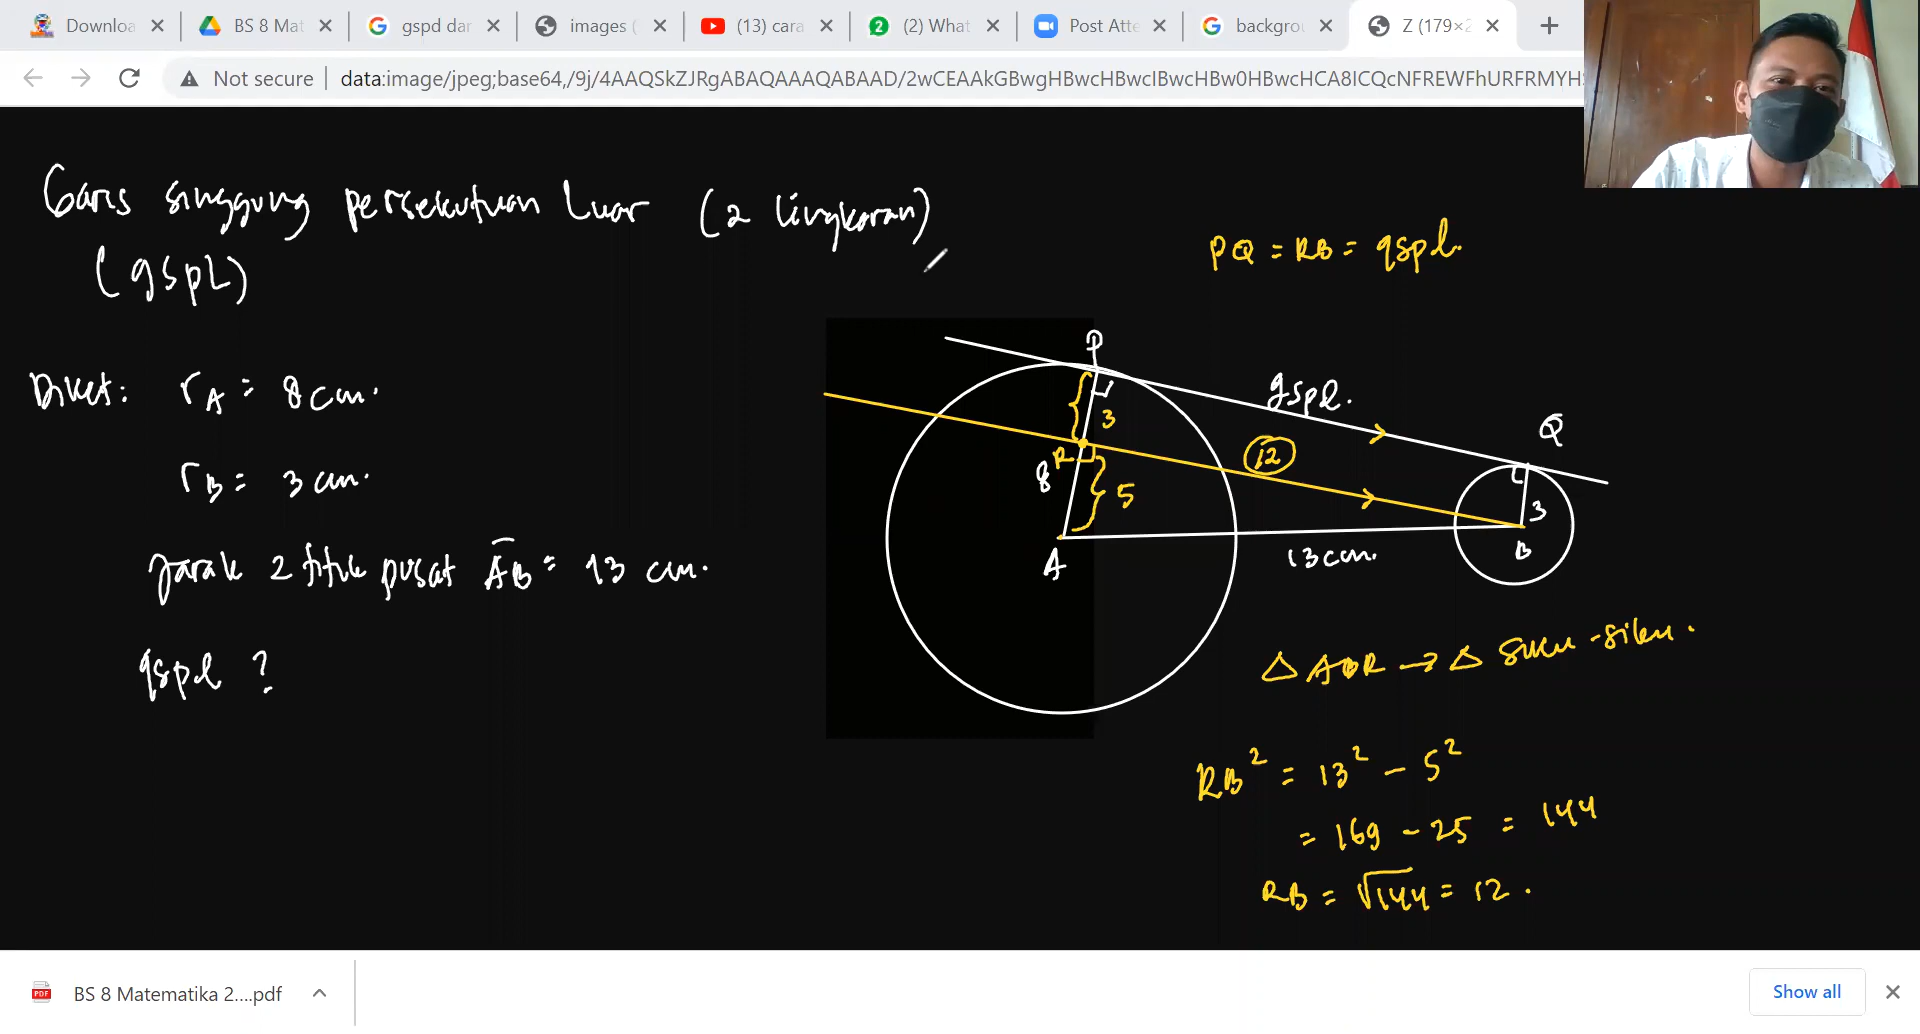 Downloa
BS 8 Mat
gspd dar
images (
(13) cara
(2) What
Post Atte
backgrou
Z (179×2
Not secure
data:image/jpeg;base64,/9j/4AAQSkZJRgABAQAAAQABAAD/2wCEAAkGBwgHBwcHBwcIBwcHBw0HBwcHCA8ICQcNFREWFhURFRMYH
Garis singgung persekutuan Luar (2 lingkaran)
(gspL)
PQ = RB = gspl.
Diket: rA = 8 cm.
rB = 3 cm.
Jarak 2 titik pusat AB = 13 cm.
gspl ?
P
gspl.
Q
3
12
R
8
5
3
A
13 cm.
B
△ ABR → △ siku-siku.
RB² = 13² - 5²
= 169 - 25 = 144
RB = √144 = 12.
BS 8 Matematika 2....pdf
PDF
Show all